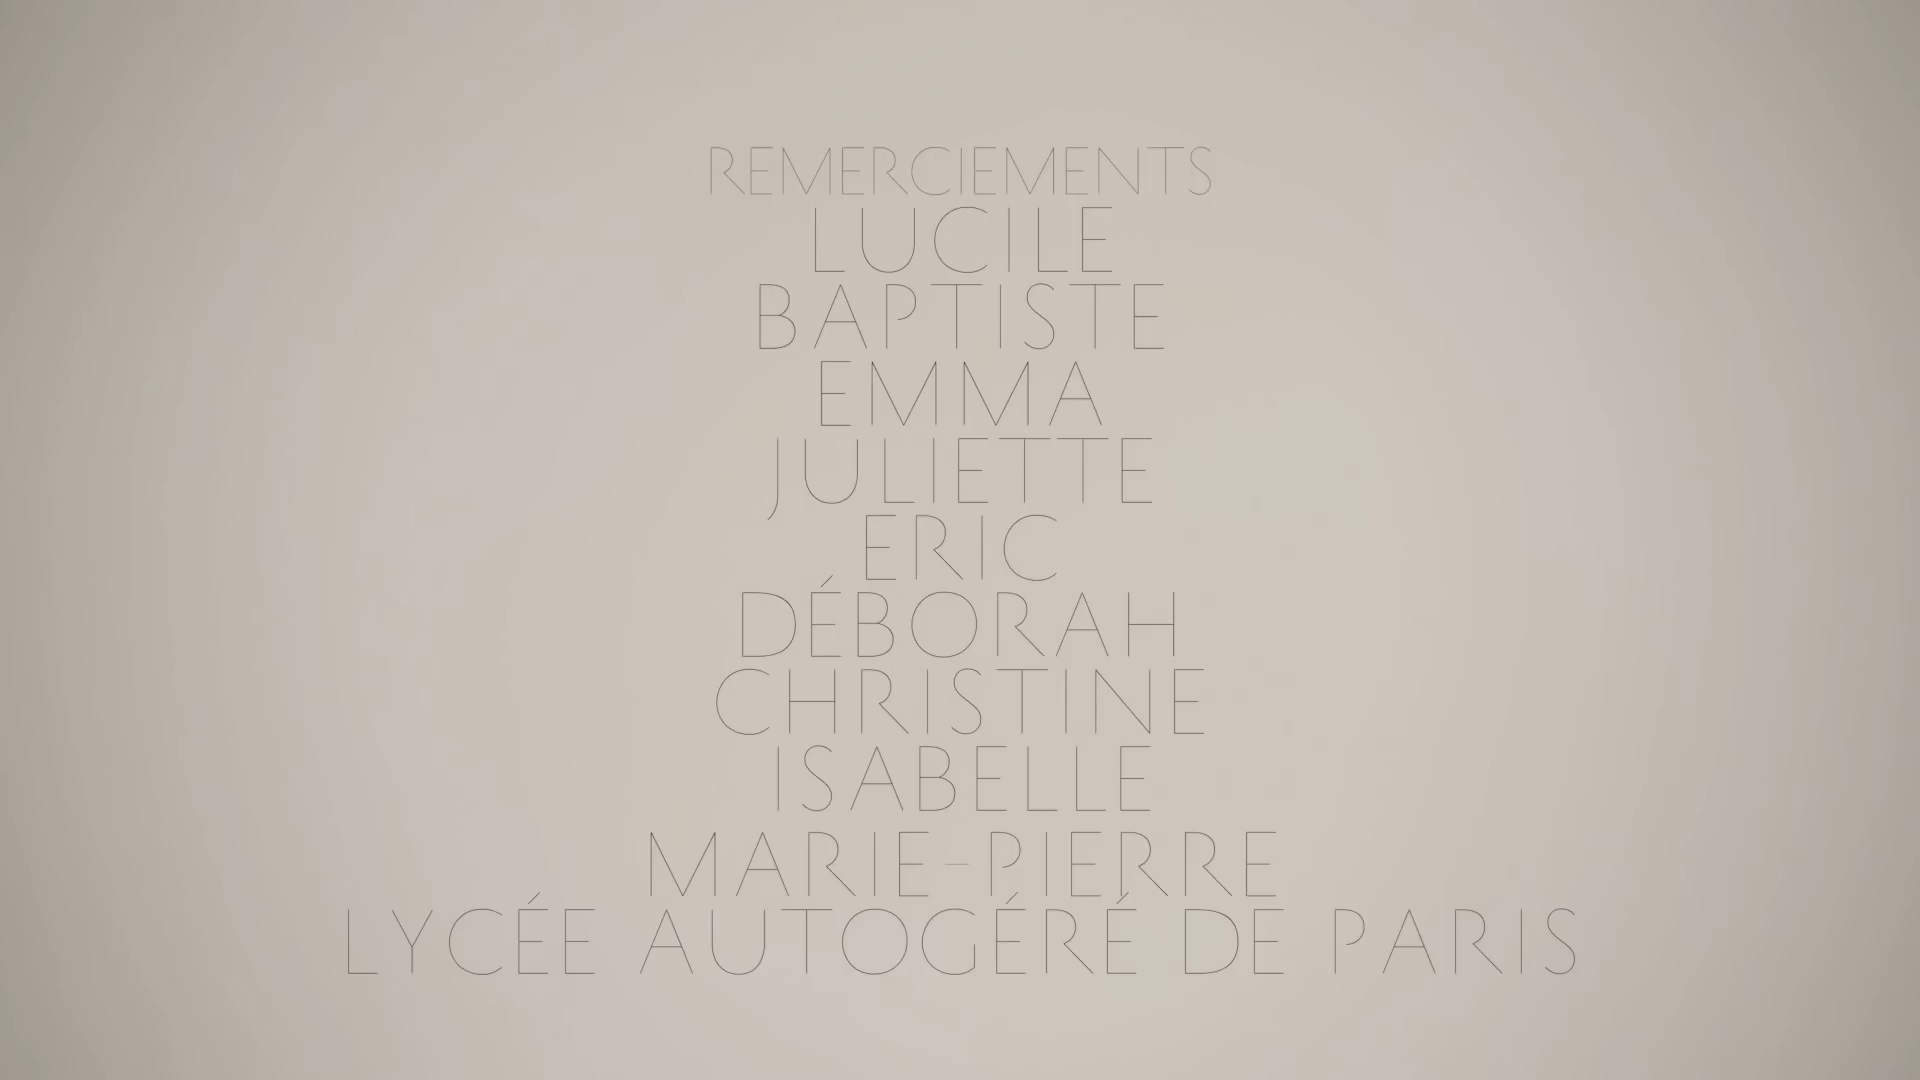 REMERCIEMENTS
LUCILE
BAPTISTE
EMMA
JULIETTE
ERIC
DÉBORAH
CHRISTINE
ISABELLE
MARIE-PIERRE
LYCÉE AUTOGÉRÉ DE PARIS